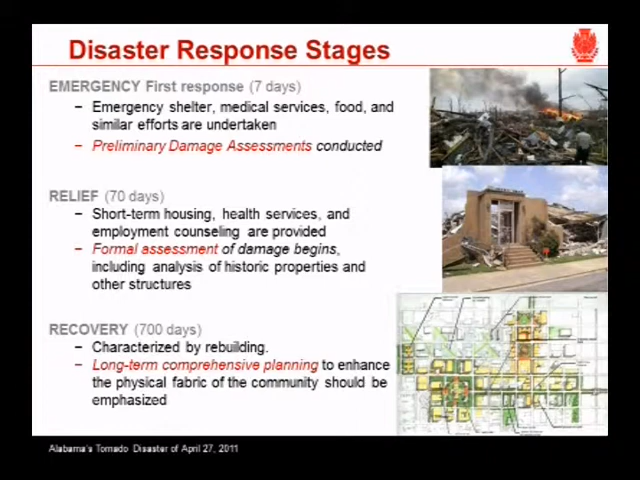 Disaster Response Stages
EMERGENCY First response (7 days)
– Emergency shelter, medical services, food, and
similar efforts are undertaken
– Preliminary Damage Assessments conducted
RELIEF (70 days)
– Short-term housing, health services, and
employment counseling are provided
– Formal assessment of damage begins,
including analysis of historic properties and
other structures
RECOVERY (700 days)
– Characterized by rebuilding.
– Long-term comprehensive planning to enhance
the physical fabric of the community should be
emphasized
Alabama's Tornado Disaster of April 27, 2011